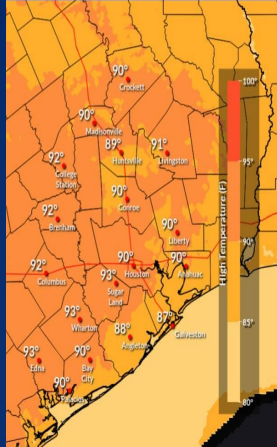 90°
Crockett
90°
Madisonville
89°
Huntsville
91°
Livingston
92°
College
Station
90°
Conroe
92°
Brenham
90°
Liberty
92°
Columbus
90°
Houston
90°
Anahuac
93°
Sugar
Land
93°
Wharton
88°
Angleton
87°
Galveston
93°
Edna
90°
Bay
City
90°
Palacios
High Temperature (F)
100°
95°
90°
85°
80°